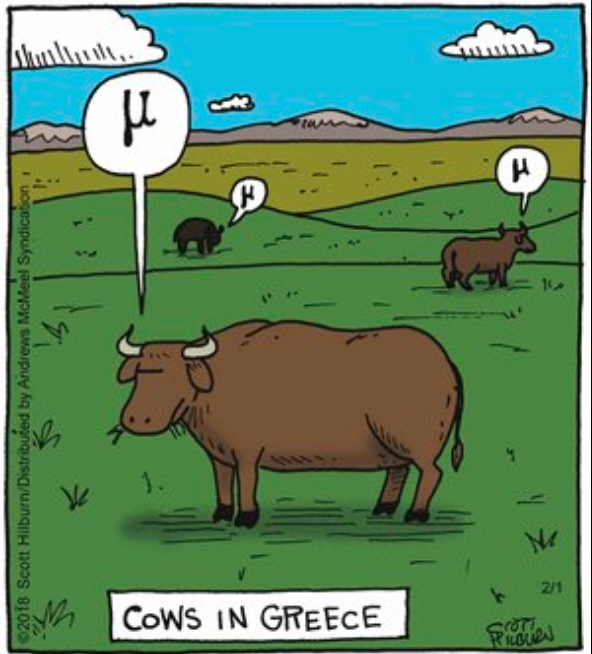 μ
μ
μ
©2018 Scott Hilburn/Distributed by Andrews McMeel Syndication
COWS IN GREECE
2/1
SCOTT
HILBURN